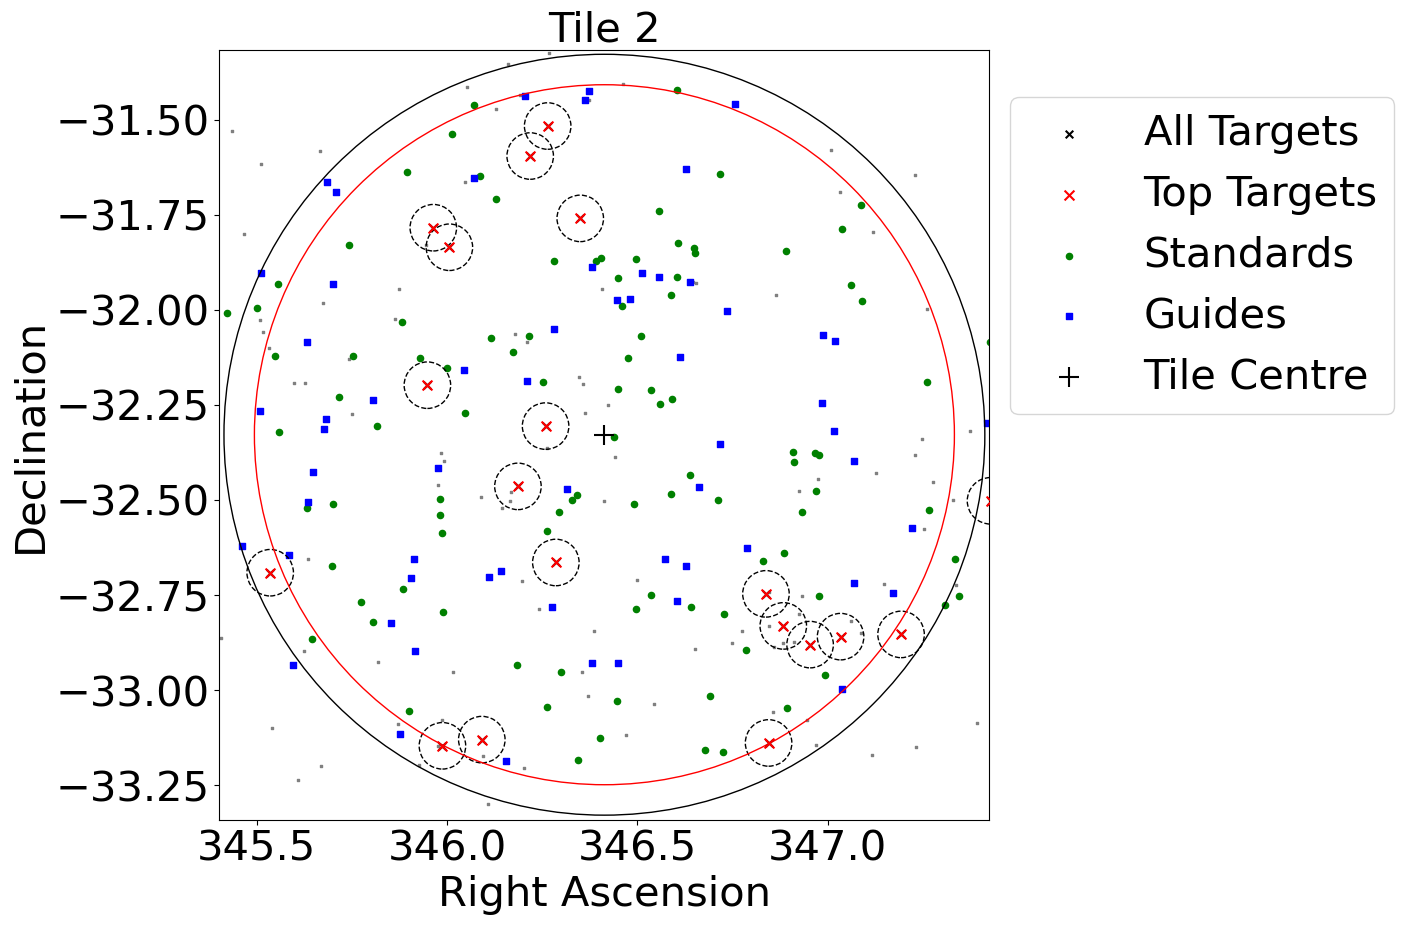 Tile 2
−31.50
−31.75
−32.00
−32.25
−32.50
−32.75
−33.00
−33.25
Declination
345.5
346.0
346.5
347.0
Right Ascension
All Targets
Top Targets
Standards
Guides
Tile Centre